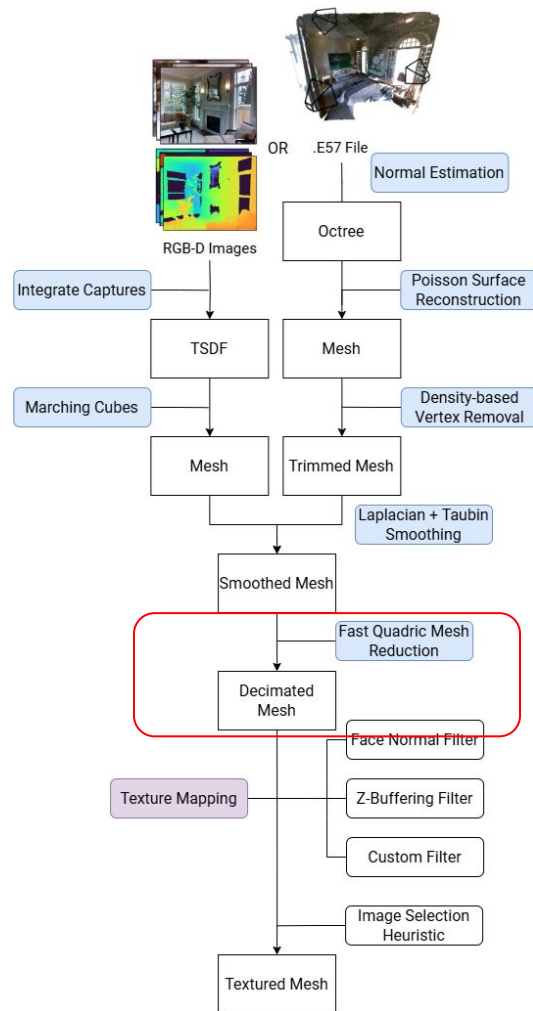 OR
.E57 File
Normal Estimation
RGB-D Images
Octree
Integrate Captures
Poisson Surface
Reconstruction
TSDF
Mesh
Marching Cubes
Density-based
Vertex Removal
Mesh
Trimmed Mesh
Laplacian + Taubin
Smoothing
Smoothed Mesh
Fast Quadric Mesh
Reduction
Decimated
Mesh
Face Normal Filter
Texture Mapping
Z-Buffering Filter
Custom Filter
Image Selection
Heuristic
Textured Mesh